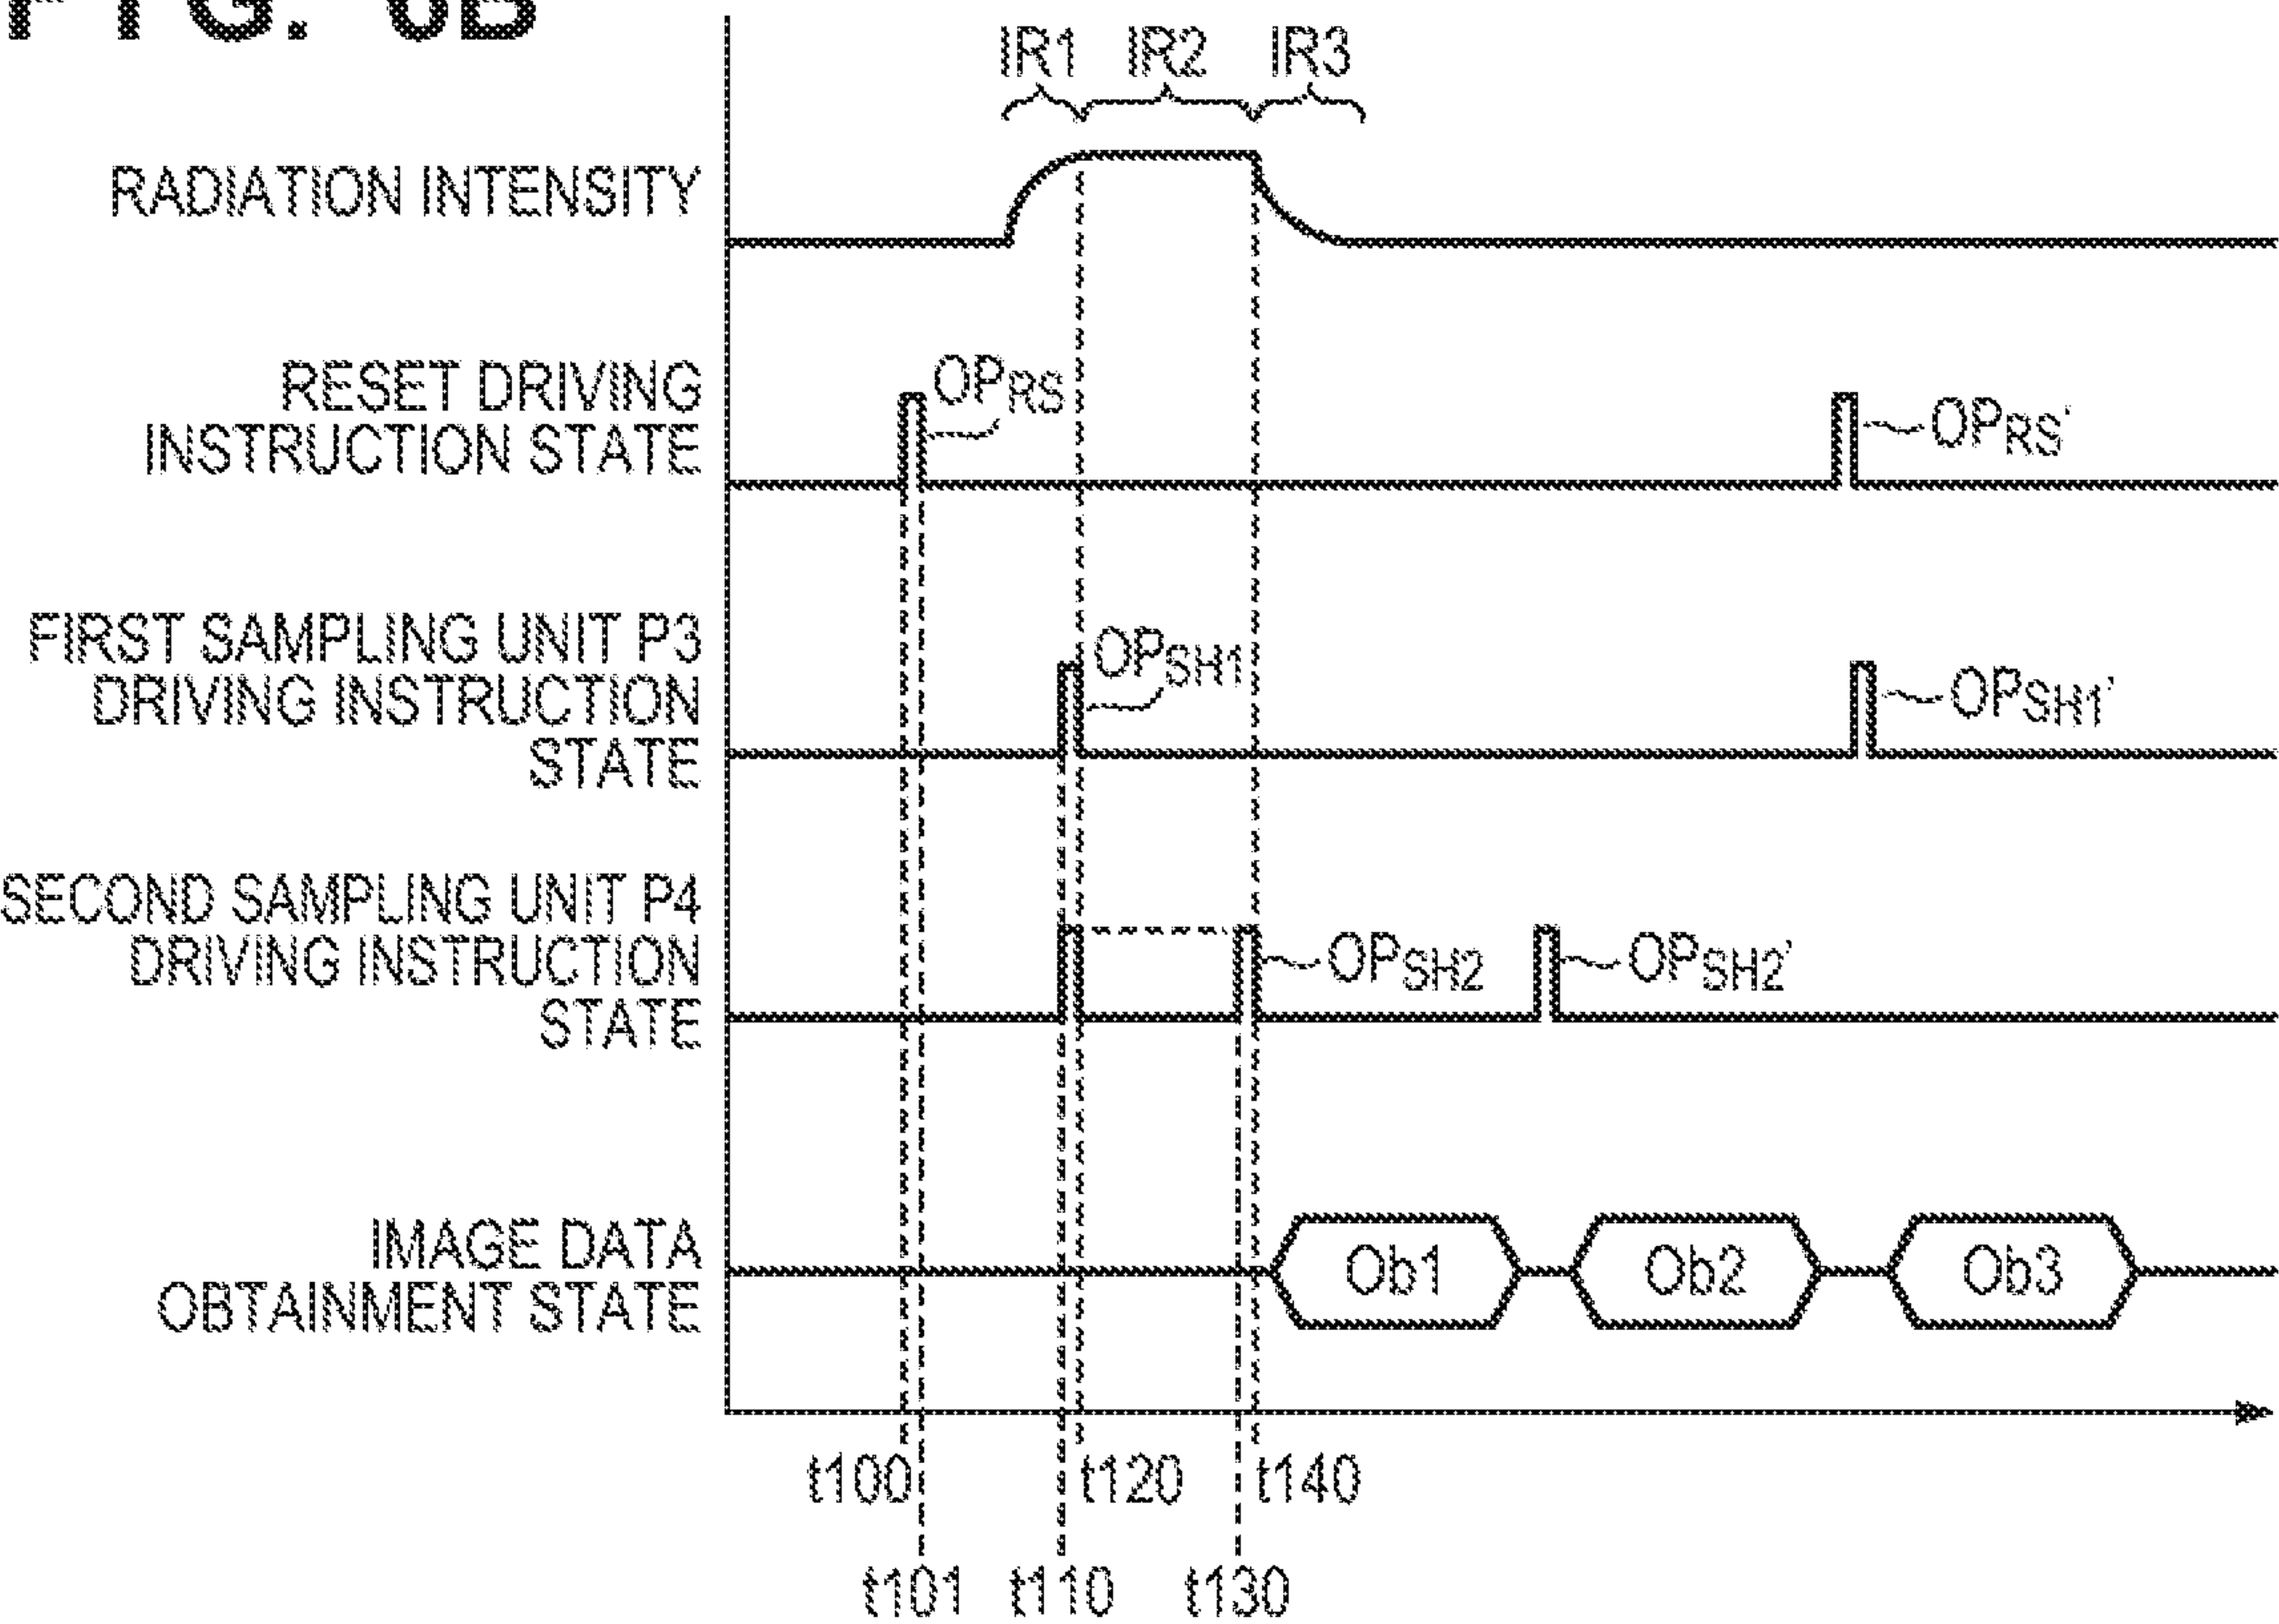 FIG. 6B
IR1 IR2 IR3
RADIATION INTENSITY
RESET DRIVING
INSTRUCTION STATE
OPRS
OPRS'
FIRST SAMPLING UNIT P3
DRIVING INSTRUCTION
STATE
OPSH1
OPSH1'
SECOND SAMPLING UNIT P4
DRIVING INSTRUCTION
STATE
OPSH2
OPSH2'
IMAGE DATA
OBTAINMENT STATE
Ob1 Ob2 Ob3
t100 t120 t140
t101 t110 t130